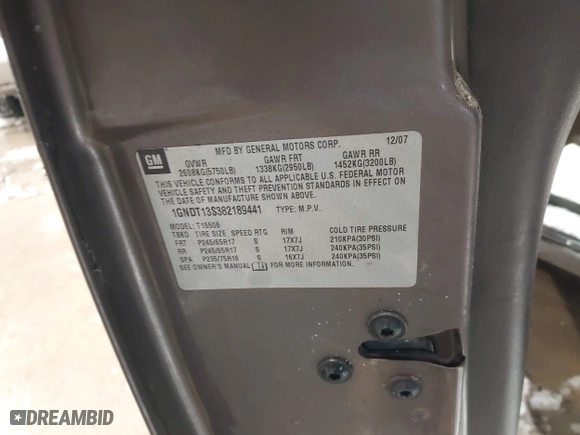 MFD BY GENERAL MOTORS CORP. 12/07
GM
GVWR GAWR FRT GAWR RR
2608KG(5750LB) 1338KG(2950LB) 1452KG(3200LB)
THIS VEHICLE CONFORMS TO ALL APPLICABLE U.S. FEDERAL MOTOR
VEHICLE SAFETY AND THEFT PREVENTION STANDARDS IN EFFECT ON
THE DATE OF MANUFACTURE SHOWN ABOVE.
1GNDT13S382189441 TYPE: M.P.V.
MODEL: T15506
TBKD TIRE SIZE SPEED RTG RIM COLD TIRE PRESSURE
FRT P245/65R17 S 17X7J 210KPA(30PSI)
RR P245/65R17 S 17X7J 240KPA(35PSI)
SPA P235/75R16 S 16X7J 240KPA(35PSI)
SEE OWNER'S MANUAL FOR MORE INFORMATION.
DREAMBID